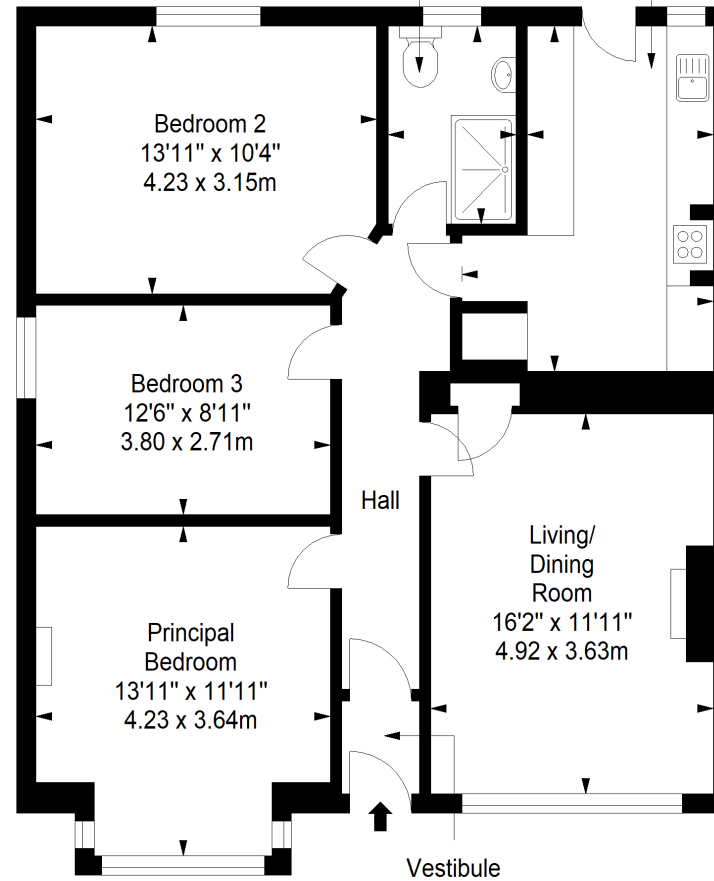 Bedroom 2
13'11" x 10'4"
4.23 x 3.15m
Bedroom 3
12'6" x 8'11"
3.80 x 2.71m
Hall
Living/
Dining
Room
16'2" x 11'11"
4.92 x 3.63m
Principal
Bedroom
13'11" x 11'11"
4.23 x 3.64m
Vestibule